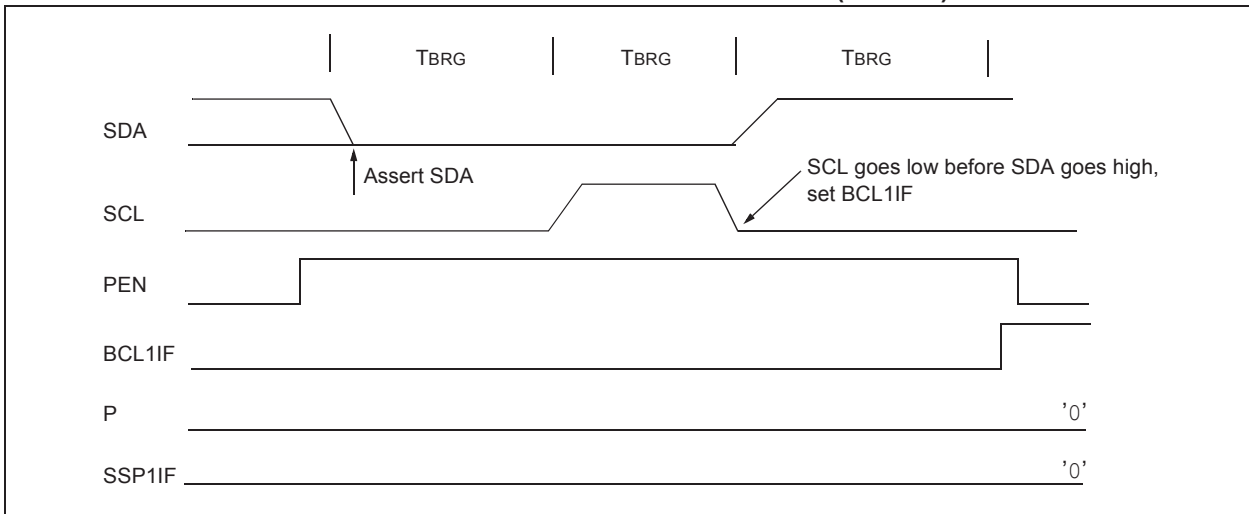 TBRG TBRG TBRG
SDA
Assert SDA
SCL goes low before SDA goes high,
set BCL1IF
SCL
PEN
BCL1IF
P
'0'
SSP1IF
'0'